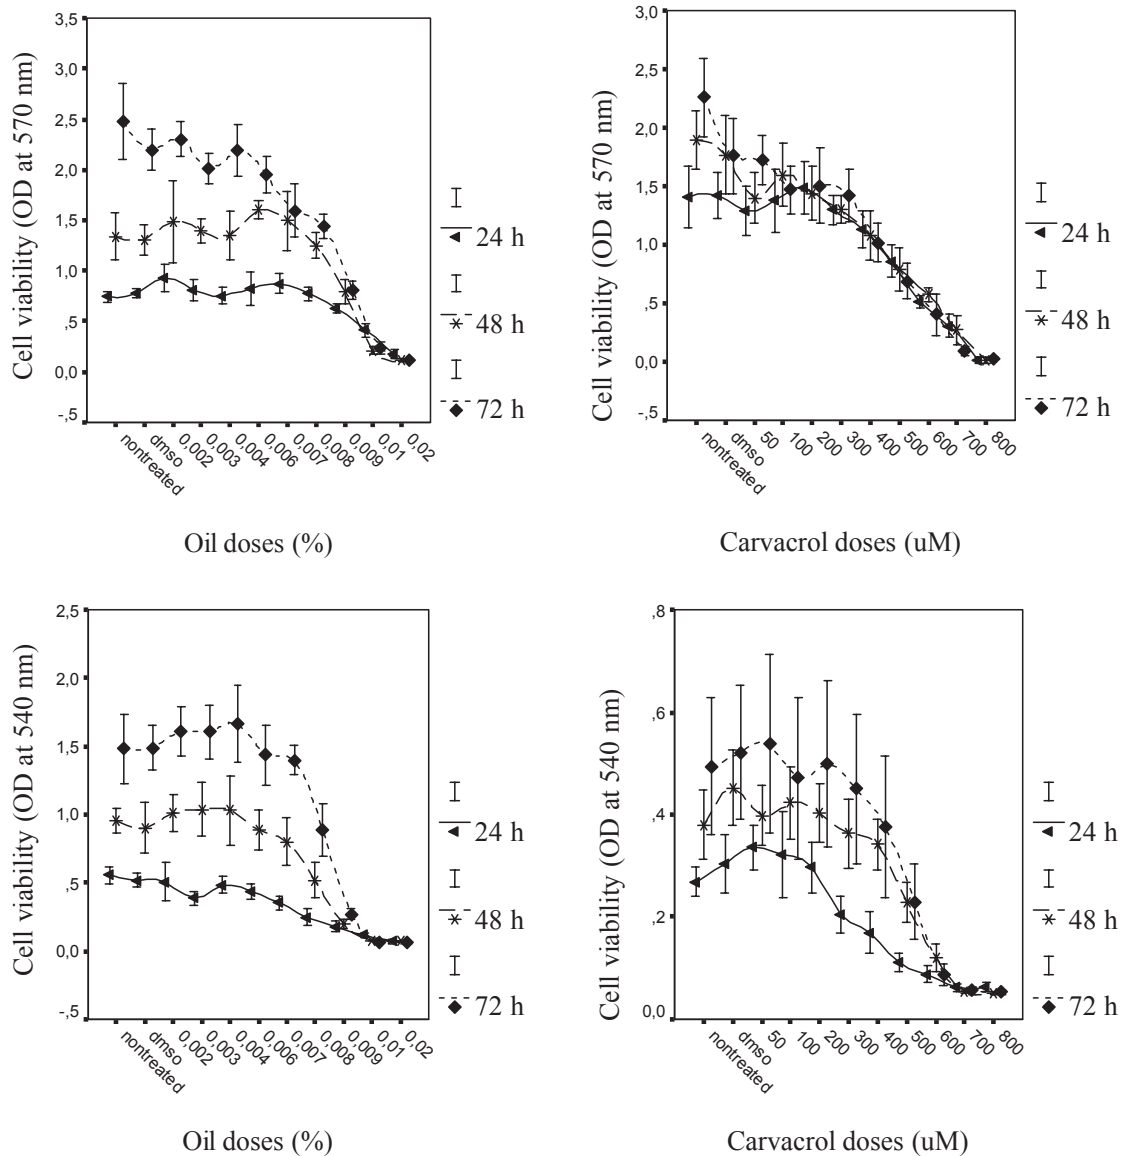 Cell viability (OD at 570 nm)
3,5
3,0
2,5
2,0
1,5
1,0
,5
0,0
-,5
nontreated
dmso
0,002
0,003
0,004
0,006
0,007
0,008
0,009
0,01
0,02
Oil doses (%)
24 h
48 h
72 h
Cell viability (OD at 570 nm)
3,0
2,5
2,0
1,5
1,0
,5
0,0
-,5
nontreated
dmso
50
100
200
300
400
500
600
700
800
Carvacrol doses (uM)
24 h
48 h
72 h
Cell viability (OD at 540 nm)
2,5
2,0
1,5
1,0
,5
0,0
-,5
nontreated
dmso
0,002
0,003
0,004
0,006
0,007
0,008
0,009
0,01
0,02
Oil doses (%)
24 h
48 h
72 h
Cell viability (OD at 540 nm)
,8
,6
,4
,2
0,0
nontreated
dmso
50
100
200
300
400
500
600
700
800
Carvacrol doses (uM)
24 h
48 h
72 h